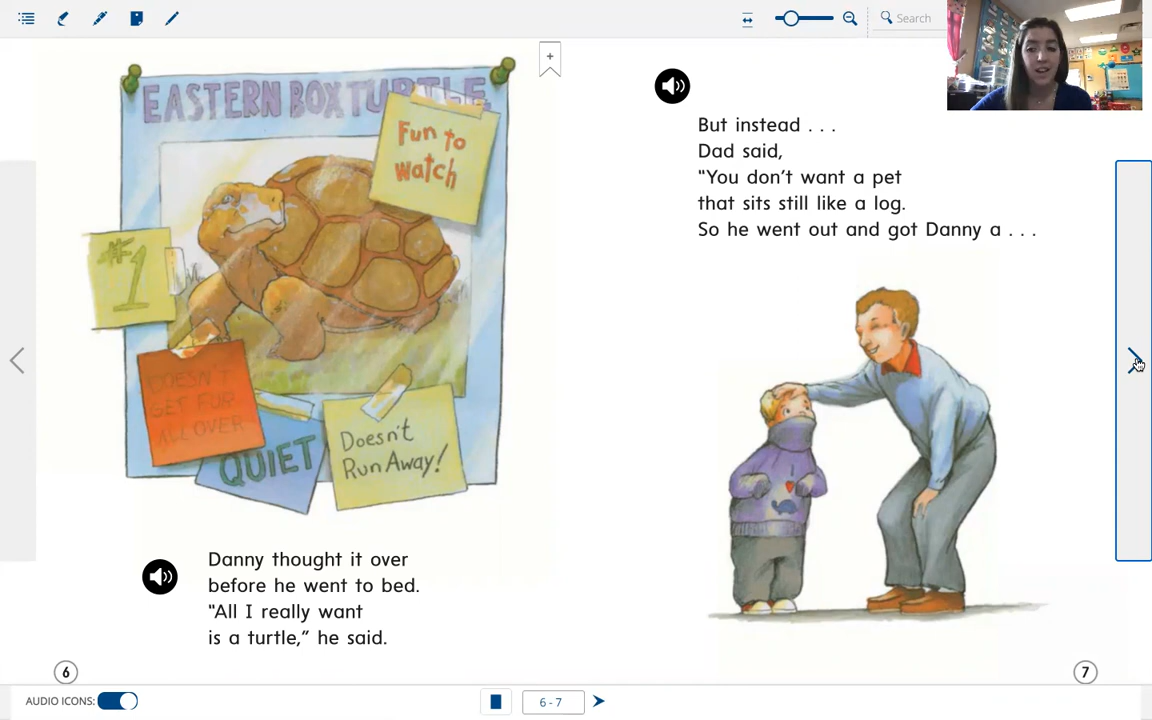 Search
EASTERN BOX TURTLE
Fun to
watch
#1
DOESN'T
GET FUR
ALL OVER
QUIET
Doesn't
Run Away!
Danny thought it over
before he went to bed.
"All I really want
is a turtle," he said.
6
But instead . . .
Dad said,
"You don't want a pet
that sits still like a log.
So he went out and got Danny a . . .
I
7
AUDIO ICONS:
6 - 7